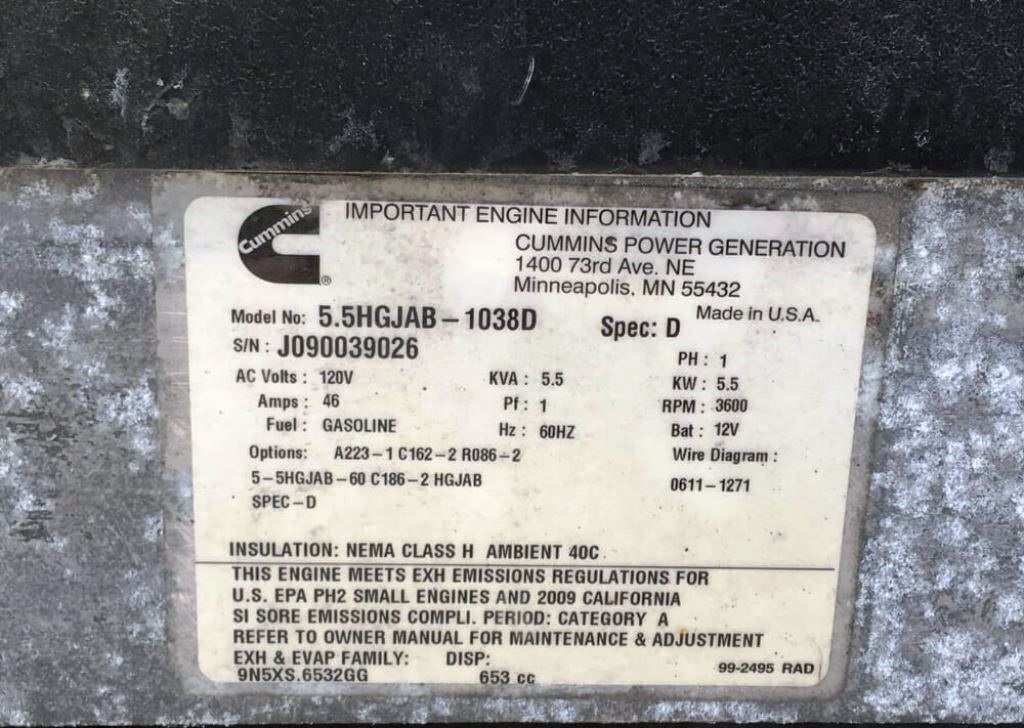 Cummins ®
IMPORTANT ENGINE INFORMATION
CUMMINS POWER GENERATION
1400 73rd Ave. NE
Minneapolis, MN 55432
Made in U.S.A.
Model No: 5.5HGJAB-1038D Spec: D
S/N: J090039026 PH: 1
AC Volts: 120V KVA: 5.5 KW: 5.5
Amps: 46 Pf: 1 RPM: 3600
Fuel: GASOLINE Hz: 60HZ Bat: 12V
Options: A223-1 C162-2 R086-2 Wire Diagram:
5-5HGJAB-60 C186-2 HGJAB 0611-1271
SPEC-D
INSULATION: NEMA CLASS H AMBIENT 40C
THIS ENGINE MEETS EXH EMISSIONS REGULATIONS FOR
U.S. EPA PH2 SMALL ENGINES AND 2009 CALIFORNIA
SI SORE EMISSIONS COMPLI. PERIOD: CATEGORY A
REFER TO OWNER MANUAL FOR MAINTENANCE & ADJUSTMENT
EXH & EVAP FAMILY: DISP:
9N5XS.6532GG 653 cc 99-2495 RAD